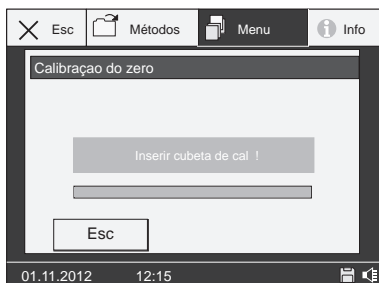 Esc Métodos Menu Info
Calibraçao do zero
Inserir cubeta de cal !
Esc
01.11.2012 12:15